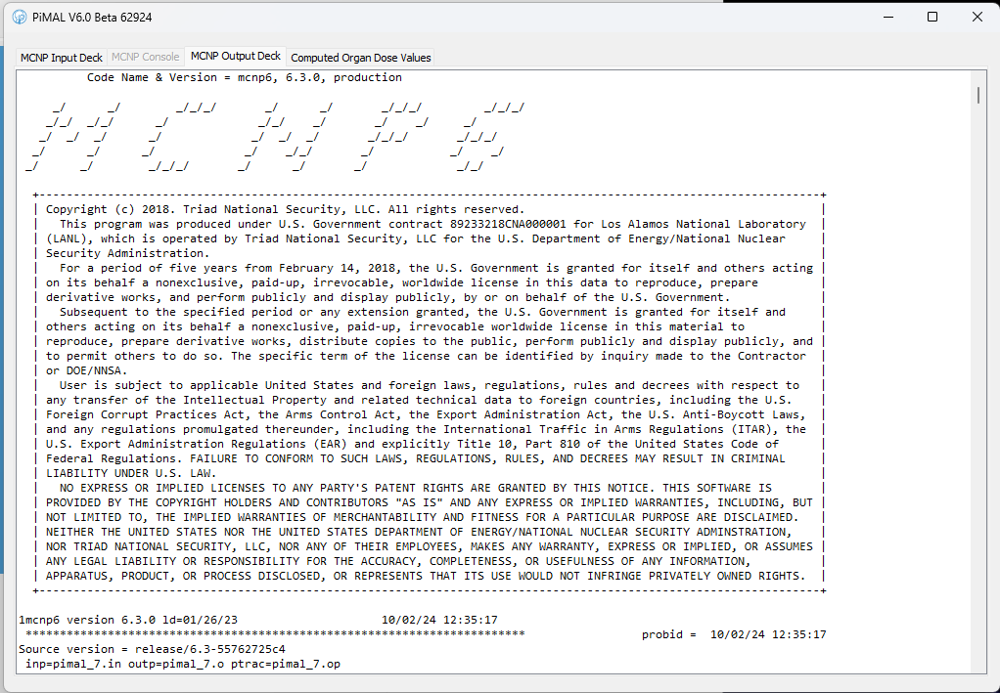 PiMAL V6.0 Beta 62924
MCNP Input Deck MCNP Console MCNP Output Deck Computed Organ Dose Values
Code Name & Version = mcnp6, 6.3.0, production
MCNP6
Copyright (c) 2018. Triad National Security, LLC. All rights reserved.
This program was produced under U.S. Government contract 89233218CNA000001 for Los Alamos National Laboratory
(LANL), which is operated by Triad National Security, LLC for the U.S. Department of Energy/National Nuclear
Security Administration.
For a period of five years from February 14, 2018, the U.S. Government is granted for itself and others acting
on its behalf a nonexclusive, paid-up, irrevocable, worldwide license in this data to reproduce, prepare
derivative works, and perform publicly and display publicly, by or on behalf of the U.S. Government.
Subsequent to the specified period or any extension granted, the U.S. Government is granted for itself and
others acting on its behalf a nonexclusive, paid-up, irrevocable worldwide license in this material to
reproduce, prepare derivative works, distribute copies to the public, perform publicly and display publicly, and
to permit others to do so. The specific term of the license can be identified by inquiry made to the Contractor
or DOE/NNSA.
User is subject to applicable United States and foreign laws, regulations, rules and decrees with respect to
any transfer of the Intellectual Property and related technical data to foreign countries, including the U.S.
Foreign Corrupt Practices Act, the Arms Control Act, the Export Administration Act, the U.S. Anti-Boycott Laws,
and any regulations promulgated thereunder, including the International Traffic in Arms Regulations (ITAR), the
U.S. Export Administration Regulations (EAR) and explicitly Title 10, Part 810 of the United States Code of
Federal Regulations. FAILURE TO CONFORM TO SUCH LAWS, REGULATIONS, RULES, AND DECREES MAY RESULT IN CRIMINAL
LIABILITY UNDER U.S. LAW.
NO EXPRESS OR IMPLIED LICENSES TO ANY PARTY'S PATENT RIGHTS ARE GRANTED BY THIS NOTICE. THIS SOFTWARE IS
PROVIDED BY THE COPYRIGHT HOLDERS AND CONTRIBUTORS "AS IS" AND ANY EXPRESS OR IMPLIED WARRANTIES, INCLUDING, BUT
NOT LIMITED TO, THE IMPLIED WARRANTIES OF MERCHANTABILITY AND FITNESS FOR A PARTICULAR PURPOSE ARE DISCLAIMED.
NEITHER THE UNITED STATES NOR THE UNITED STATES DEPARTMENT OF ENERGY/NATIONAL NUCLEAR SECURITY ADMINSTRATION,
NOR TRIAD NATIONAL SECURITY, LLC, NOR ANY OF THEIR EMPLOYEES, MAKES ANY WARRANTY, EXPRESS OR IMPLIED, OR ASSUMES
ANY LEGAL LIABILITY OR RESPONSIBILITY FOR THE ACCURACY, COMPLETENESS, OR USEFULNESS OF ANY INFORMATION,
APPARATUS, PRODUCT, OR PROCESS DISCLOSED, OR REPRESENTS THAT ITS USE WOULD NOT INFRINGE PRIVATELY OWNED RIGHTS.
1mcnp6 version 6.3.0 ld=01/26/23 10/02/24 12:35:17
************************************************************************* probid = 10/02/24 12:35:17
Source version = release/6.3-55762725c4
inp=pimal_7.in outp=pimal_7.o ptrac=pimal_7.op